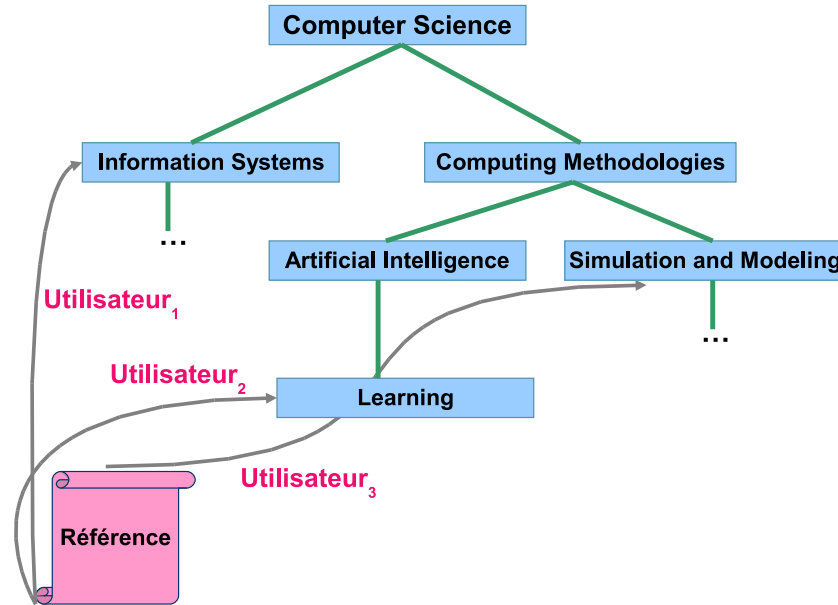 Computer Science
Information Systems
Computing Methodologies
...
Artificial Intelligence
Simulation and Modeling
Utilisateur1
...
Utilisateur2
Learning
Utilisateur3
Référence